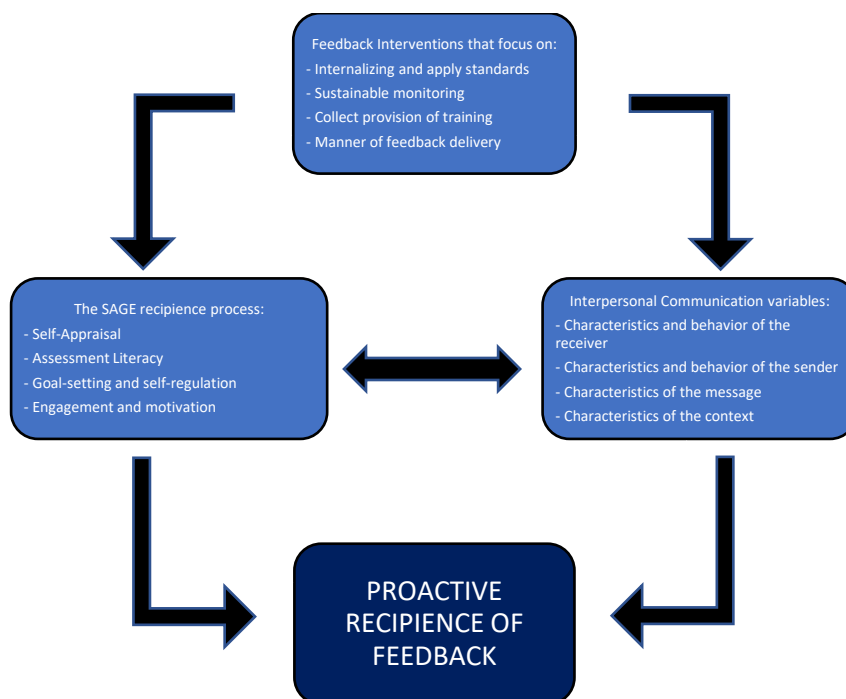 Feedback Interventions that focus on:
- Internalizing and apply standards
- Sustainable monitoring
- Collect provision of training
- Manner of feedback delivery
The SAGE recipience process:
- Self-Appraisal
- Assessment Literacy
- Goal-setting and self-regulation
- Engagement and motivation
Interpersonal Communication variables:
- Characteristics and behavior of the
receiver
- Characteristics and behavior of the sender
- Characteristics of the message
- Characteristics of the context
PROACTIVE
RECIPIENCE OF
FEEDBACK